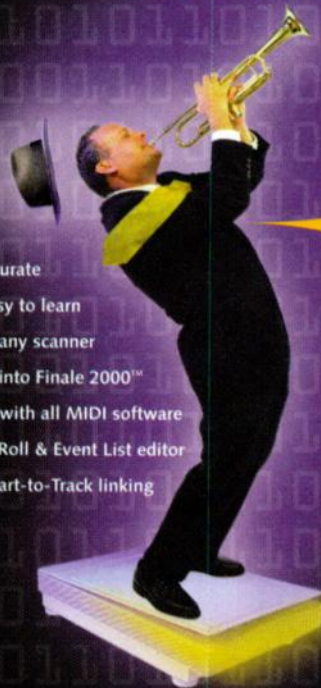 urate
sy to learn
any scanner
into Finale 2000™
with all MIDI software
Roll & Event List editor
art-to-Track linking